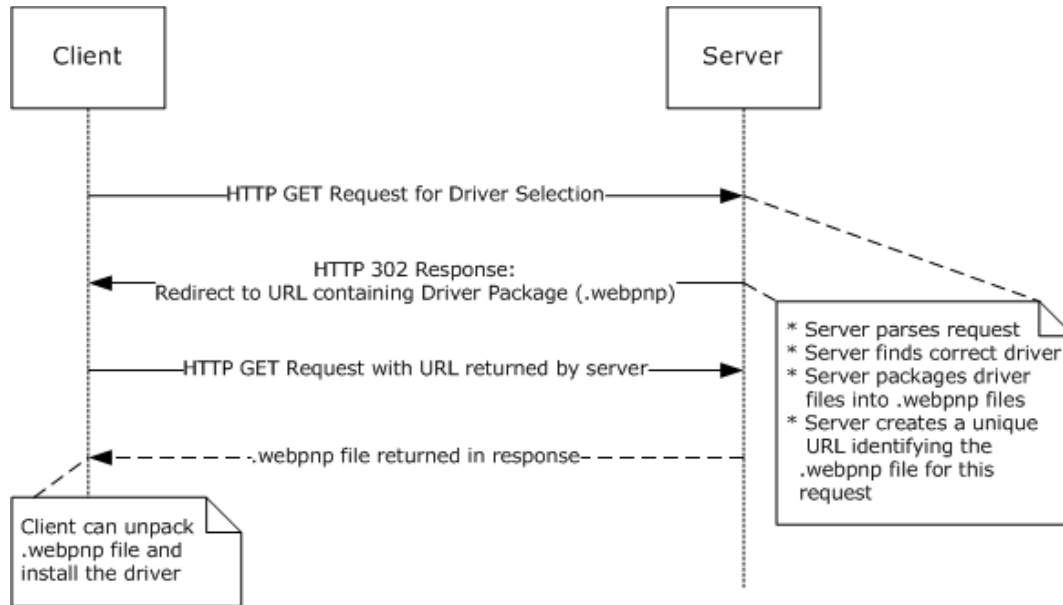 Client
Server
HTTP GET Request for Driver Selection
HTTP 302 Response:
Redirect to URL containing Driver Package (.webpnp)
* Server parses request
* Server finds correct driver
* Server packages driver
files into .webpnp files
* Server creates a unique
URL identifying the
.webpnp file for this
request
HTTP GET Request with URL returned by server
.webpnp file returned in response
Client can unpack
.webpnp file and
install the driver